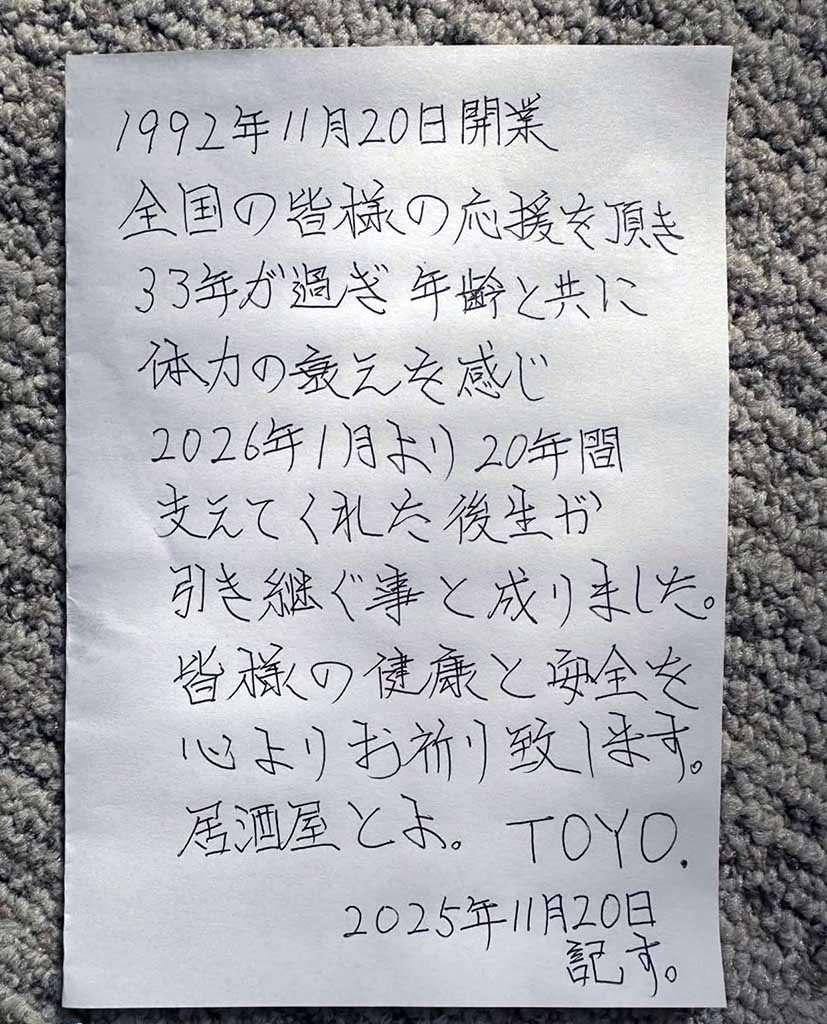 1992年11月20日開業
全国の皆様の応援を頂き
33年が過ぎ年齢と共に
体力の衰えを感じ
2026年1月より20年間
支えてくれた後生が
引き継ぐ事と成りました。
皆様の健康と安全を
心よりお祈り致します。
居酒屋とよ。TOYO.
2025年11月20日
記す。